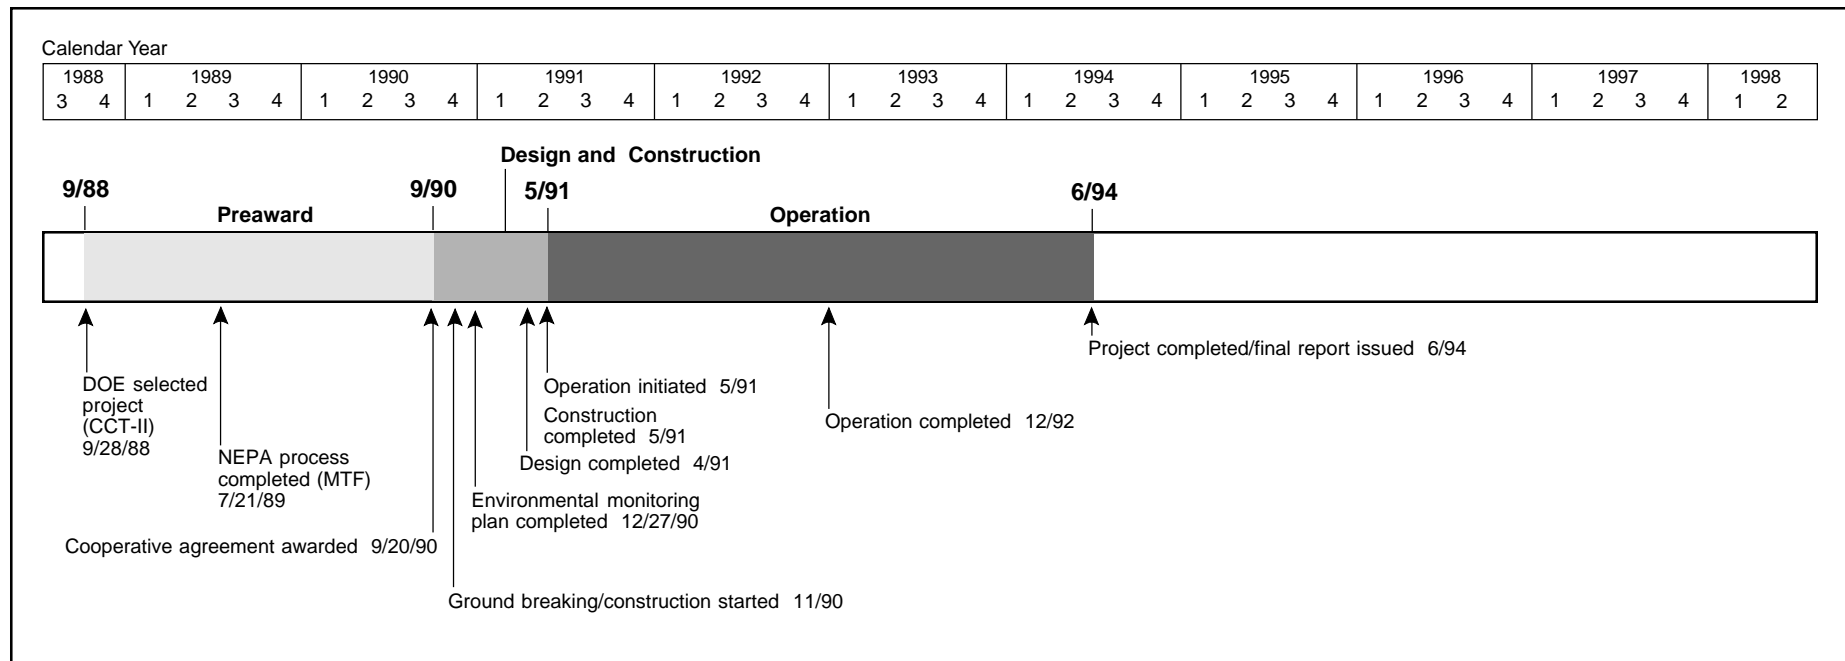 Calendar Year
1988 1989 1990 1991 1992 1993 1994 1995 1996 1997 1998
3 4 1 2 3 4 1 2 3 4 1 2 3 4 1 2 3 4 1 2 3 4 1 2 3 4 1 2 3 4 1 2 3 4 1 2 3 4 1 2
Design and Construction
9/88 9/90 5/91 6/94
Preaward Operation
Project completed/final report issued 6/94
DOE selected
project
(CCT-II)
9/28/88
NEPA process
completed (MTF)
7/21/89
Cooperative agreement awarded 9/20/90
Ground breaking/construction started 11/90
Environmental monitoring
plan completed 12/27/90
Design completed 4/91
Operation initiated 5/91
Construction
completed 5/91
Operation completed 12/92